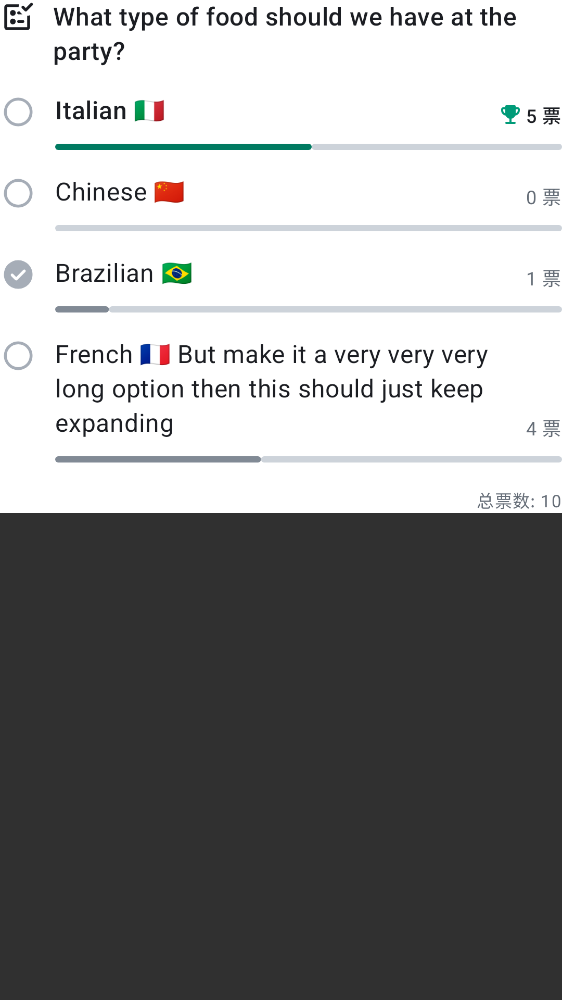 What type of food should we have at the
party?
Italian 🇮🇹
5 票
Chinese 🇨🇳
0 票
Brazilian 🇧🇷
1 票
French 🇫🇷 But make it a very very very
long option then this should just keep
expanding
4 票
总票数: 10